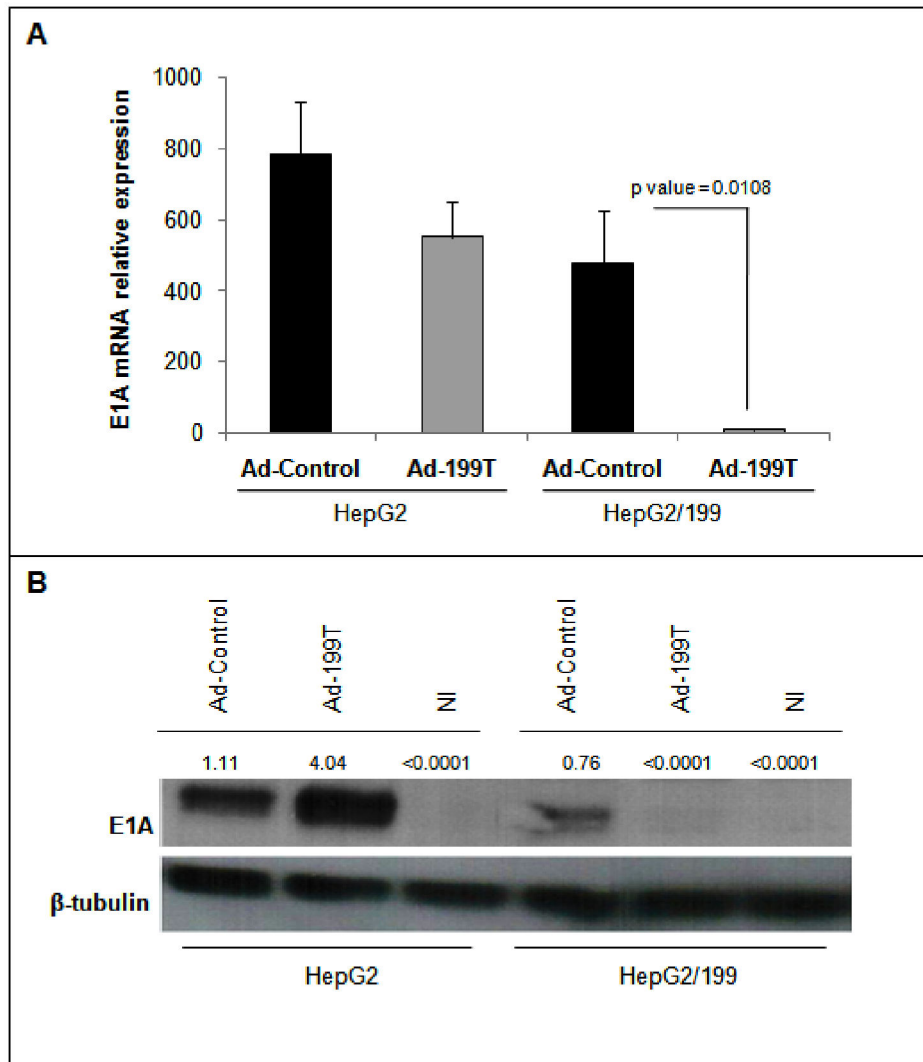 A
E1A mRNA relative expression
1000
800
600
400
200
0
p value = 0.0108
Ad-Control
Ad-199T
Ad-Control
Ad-199T
HepG2
HepG2/199
B
Ad-Control
Ad-199T
NI
Ad-Control
Ad-199T
NI
1.11
4.04
<0.0001
0.76
<0.0001
<0.0001
E1A
β-tubulin
HepG2
HepG2/199